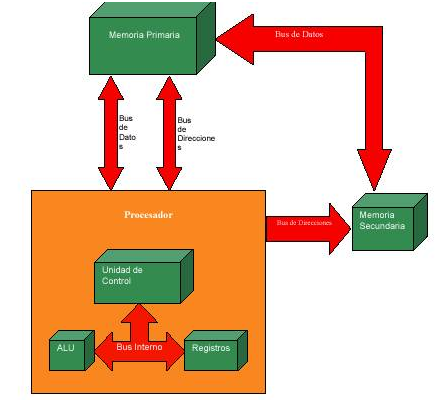 Memoria Primaria
Bus de Datos
Bus
de
Dato
s
Bus
de
Direccione
s
Procesador
Bus de Direcciones
Memoria
Secundaria
Unidad de
Control
ALU
Bus Interno
Registros